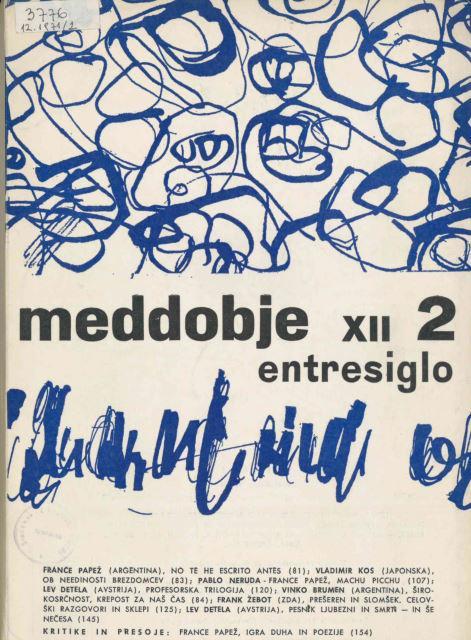 3776
12.1971/2
meddobje XII 2
entresiglo
FRANCE PAPEŽ (ARGENTINA), NO TE HE ESCRITO ANTES (81); VLADIMIR KOS (JAPONSKA),
OB NEEDINOSTI BREZDOMCEV (83); PABLO NERUDA - FRANCE PAPEŽ, MACHU PICCHU (107);
LEV DETELA (AVSTRIJA), PROFESORSKA TRILOGIJA (120); VINKO BRUMEN (ARGENTINA), ŠIRO-
KOSRČNOST, KREPOST ZA NAŠ ČAS (84); FRANK ŽEBOT (ZDA), PREŠEREN IN SLOMŠEK, CELOV-
ŠKI RAZGOVORI IN SKLEPI (125); LEV DETELA (AVSTRIJA), PESNIK LJUBEZNI IN SMRTI — IN ŠE
NEČESA (145)
KRITIKE IN PRESOJE: FRANCE PAPEŽ, IGRA DUHA IN POEZIJE (154)